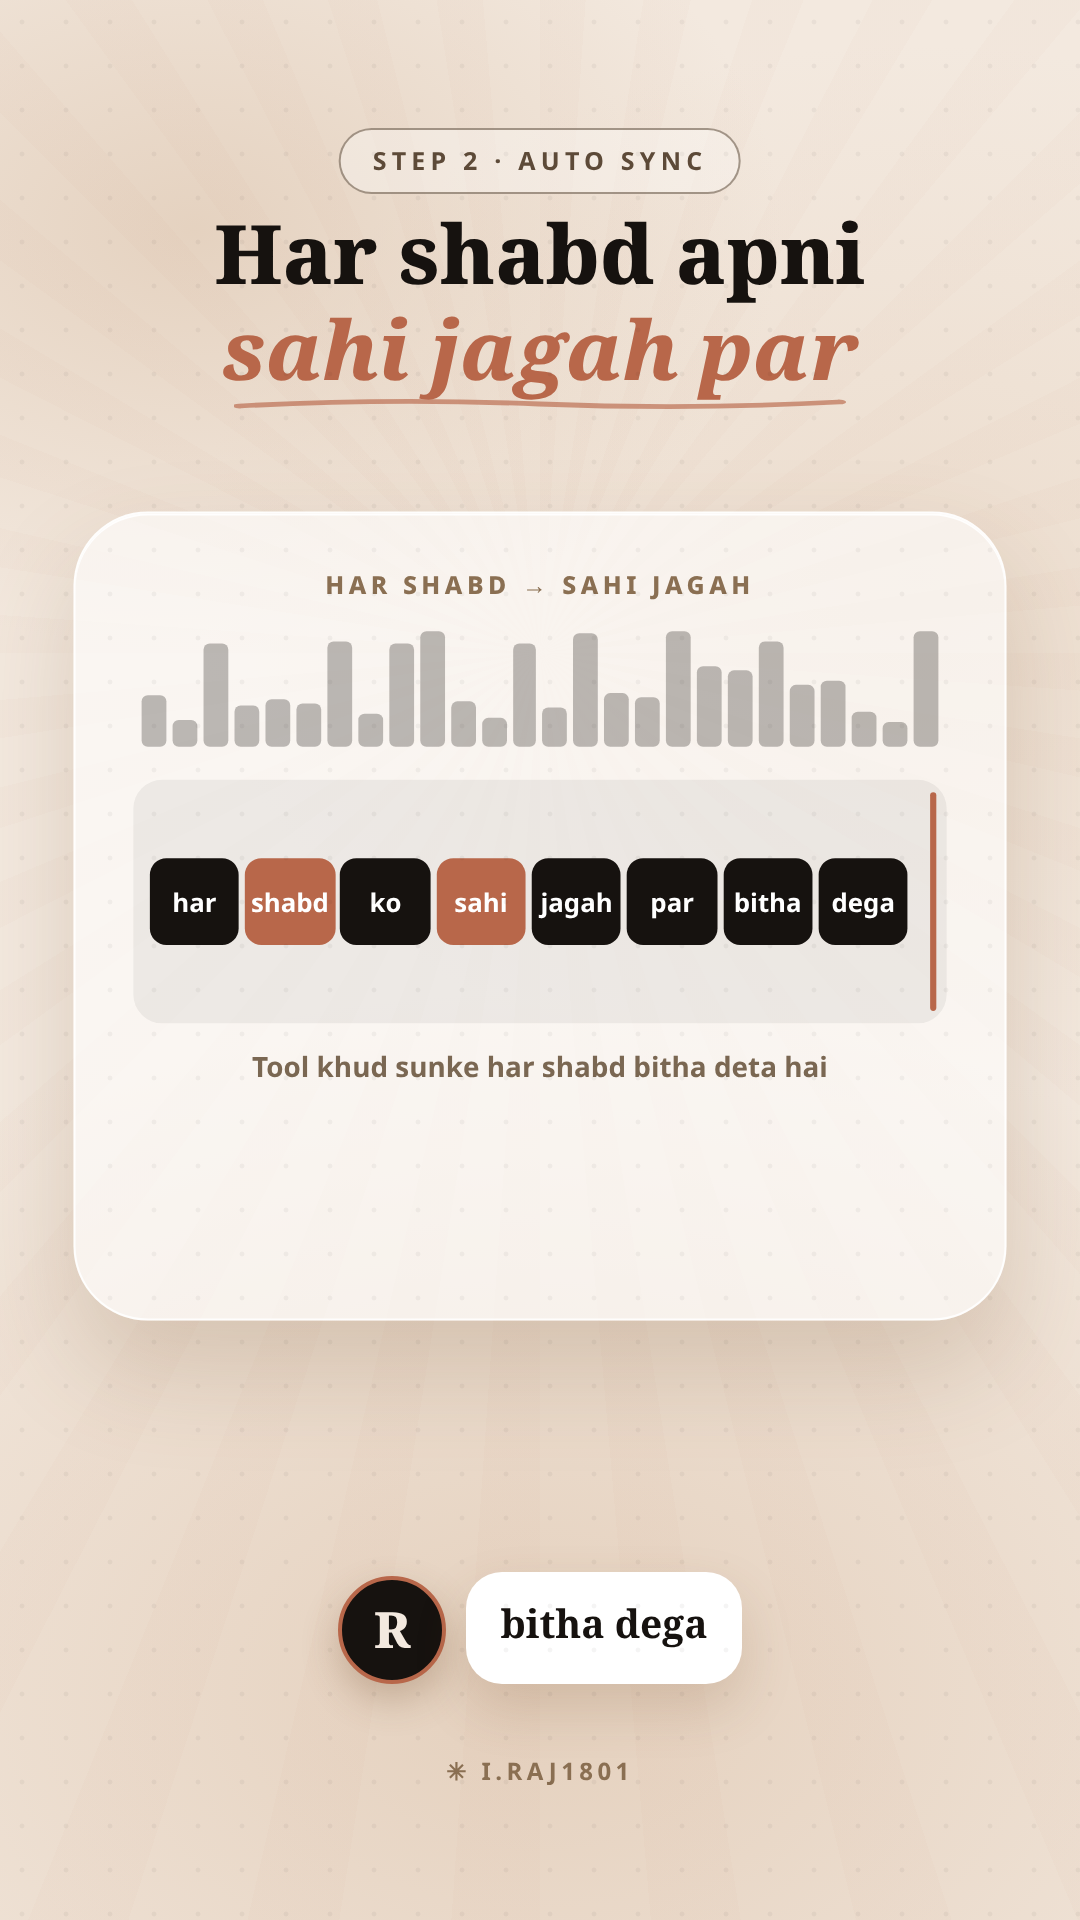 STEP 2 · AUTO SYNC
Har shabd apni
sahi jagah par
HAR SHABD → SAHI JAGAH
har shabd ko sahi jagah par bitha dega
Tool khud sunke har shabd bitha deta hai
R
bitha dega
✳ I.RAJ1801